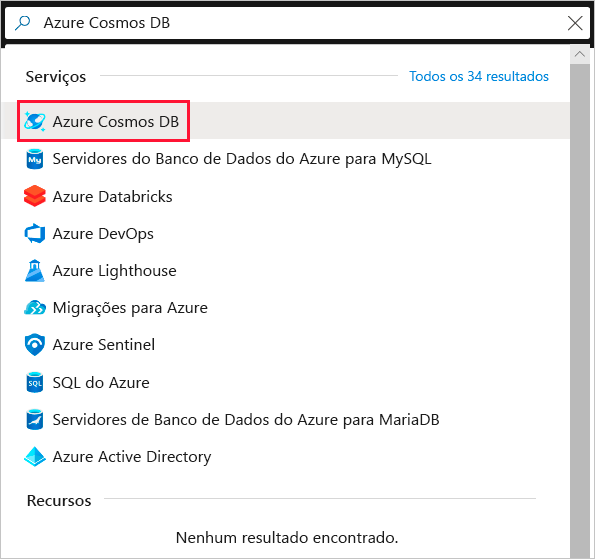 Azure Cosmos DB
Serviços Todos os 34 resultados
Azure Cosmos DB
My Servidores do Banco de Dados do Azure para MySQL
Azure Databricks
Azure DevOps
Azure Lighthouse
Migrações para Azure
Azure Sentinel
SQL SQL do Azure
Servidores de Banco de Dados do Azure para MariaDB
Azure Active Directory
Recursos
Nenhum resultado encontrado.